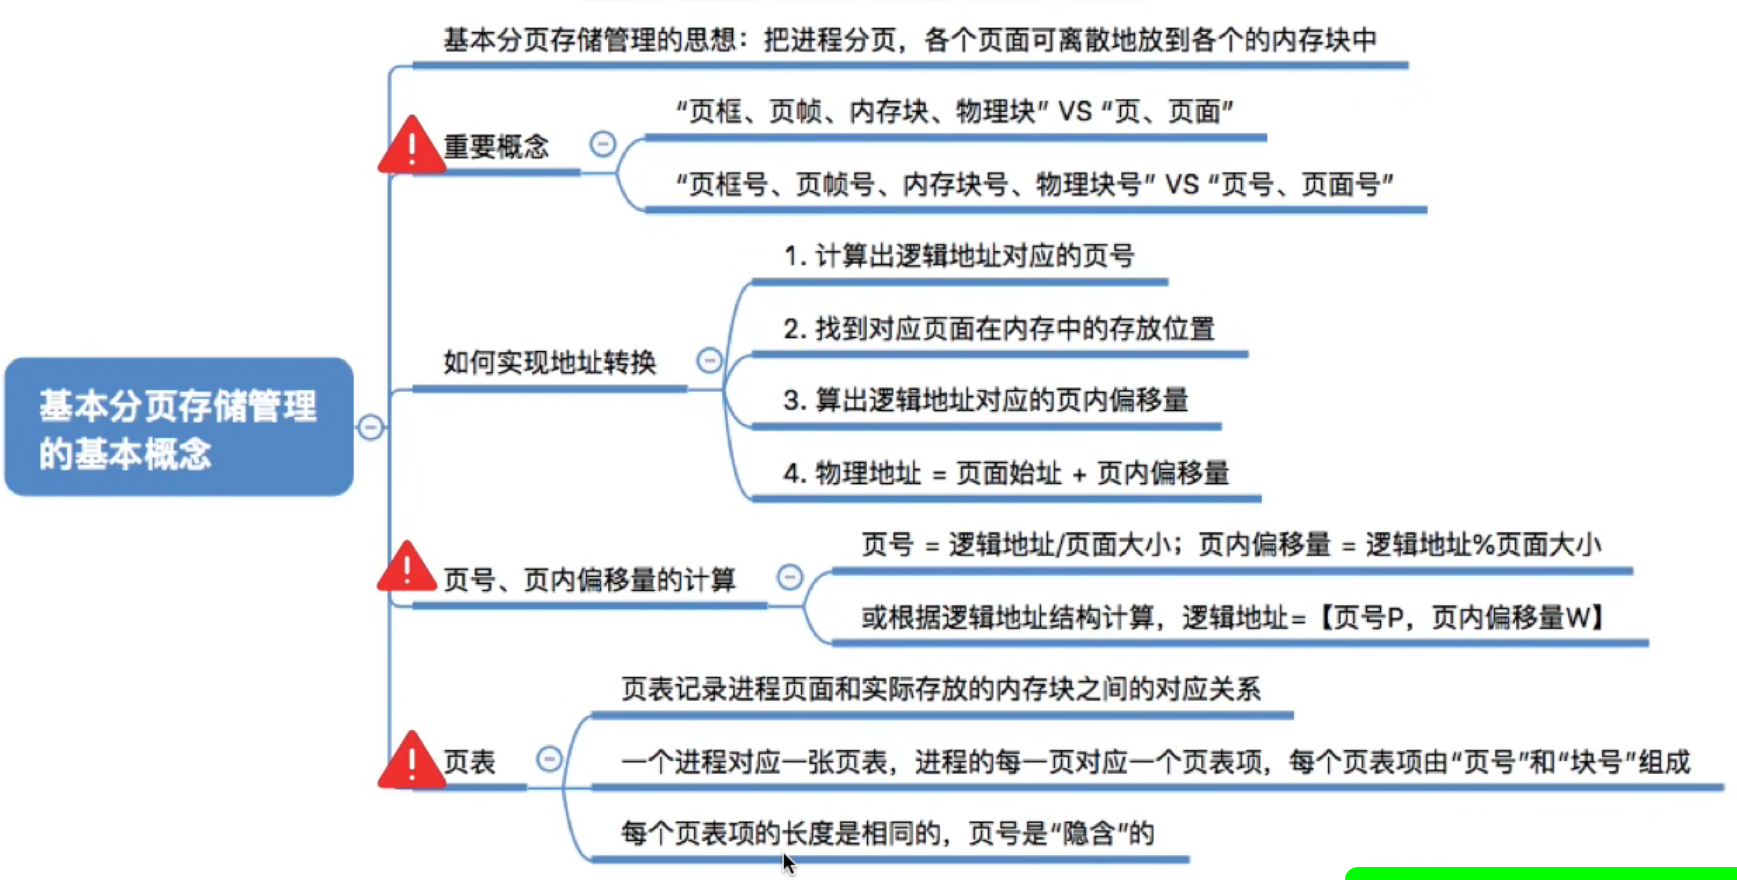 基本分页存储管理的思想：把进程分页，各个页面可离散地放到各个的内存块中
“页框、页帧、内存块、物理块” VS “页、页面”
重要概念
“页框号、页帧号、内存块号、物理块号” VS “页号、页面号”
1. 计算出逻辑地址对应的页号
2. 找到对应页面在内存中的存放位置
如何实现地址转换
3. 算出逻辑地址对应的页内偏移量
4. 物理地址 = 页面始址 + 页内偏移量
基本分页存储管理
的基本概念
页号 = 逻辑地址/页面大小；页内偏移量 = 逻辑地址%页面大小
页号、页内偏移量的计算
或根据逻辑地址结构计算，逻辑地址=【页号P，页内偏移量W】
页表记录进程页面和实际存放的内存块之间的对应关系
页表
一个进程对应一张页表，进程的每一页对应一个页表项，每个页表项由“页号”和“块号”组成
每个页表项的长度是相同的，页号是“隐含”的